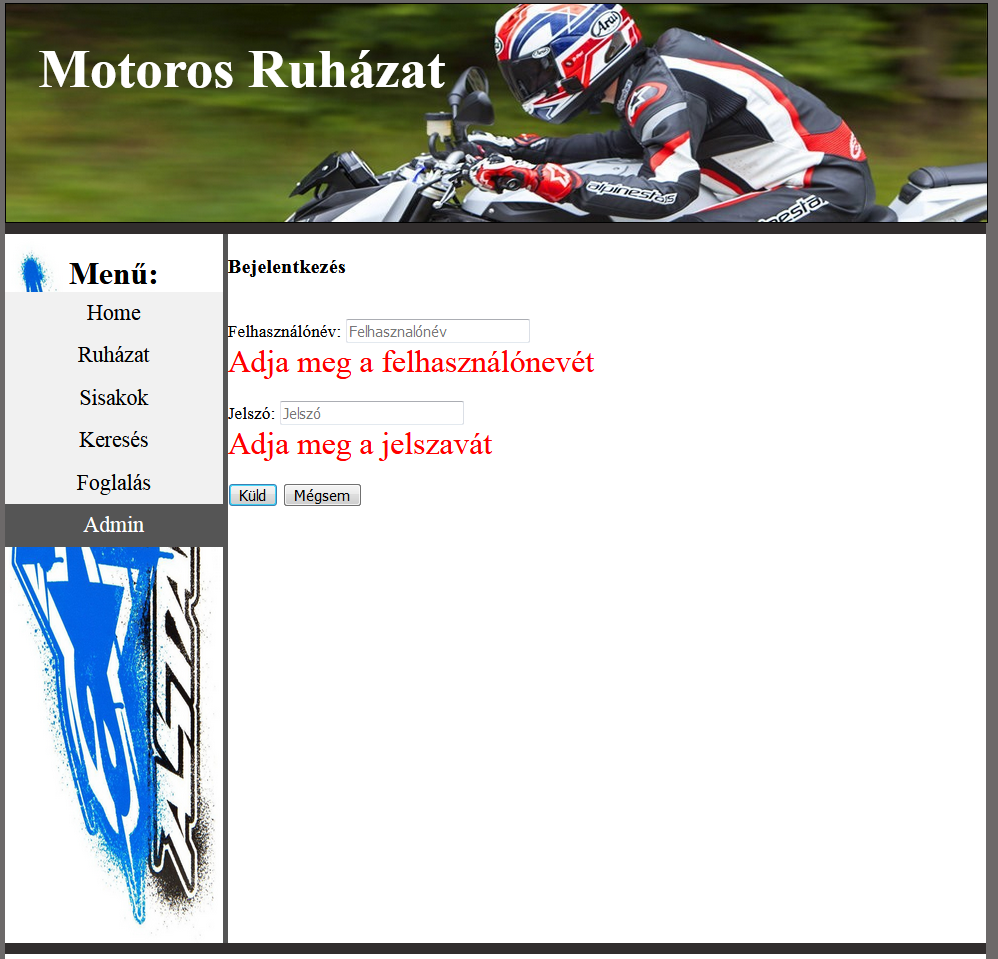 Motoros Ruházat
Arai
alpinestars
Menű:
Home
Ruházat
Sisakok
Keresés
Foglalás
Admin
Bejelentkezés
Felhasználónév: Felhasznalónév
Adja meg a felhasználónevét
Jelszó: Jelszó
Adja meg a jelszavát
Küld Mégsem